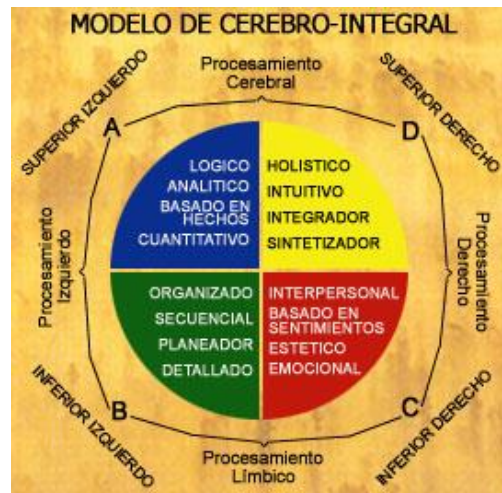 MODELO DE CEREBRO-INTEGRAL
Procesamiento
Cerebral
SUPERIOR IZQUIERDO
SUPERIOR DERECHO
A
D
LOGICO
ANALITICO
BASADO EN
HECHOS
CUANTITATIVO
HOLISTICO
INTUITIVO
INTEGRADOR
SINTETIZADOR
Procesamiento
Izquierdo
Procesamiento
Derecho
ORGANIZADO
SECUENCIAL
PLANEADOR
DETALLADO
INTERPERSONAL
BASADO EN
SENTIMIENTOS
ESTETICO
EMOCIONAL
B
C
INFERIOR IZQUIERDO
INFERIOR DERECHO
Procesamiento
Límbico